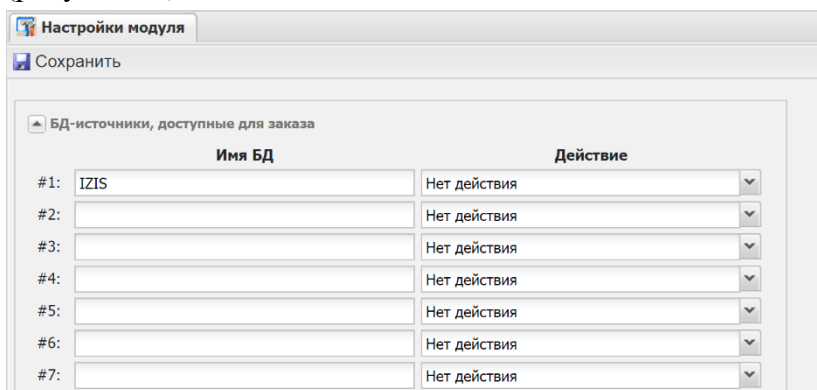 Настройки модуля
Сохранить
БД-источники, доступные для заказа
Имя БД Действие
#1: IZIS Нет действия
#2: Нет действия
#3: Нет действия
#4: Нет действия
#5: Нет действия
#6: Нет действия
#7: Нет действия